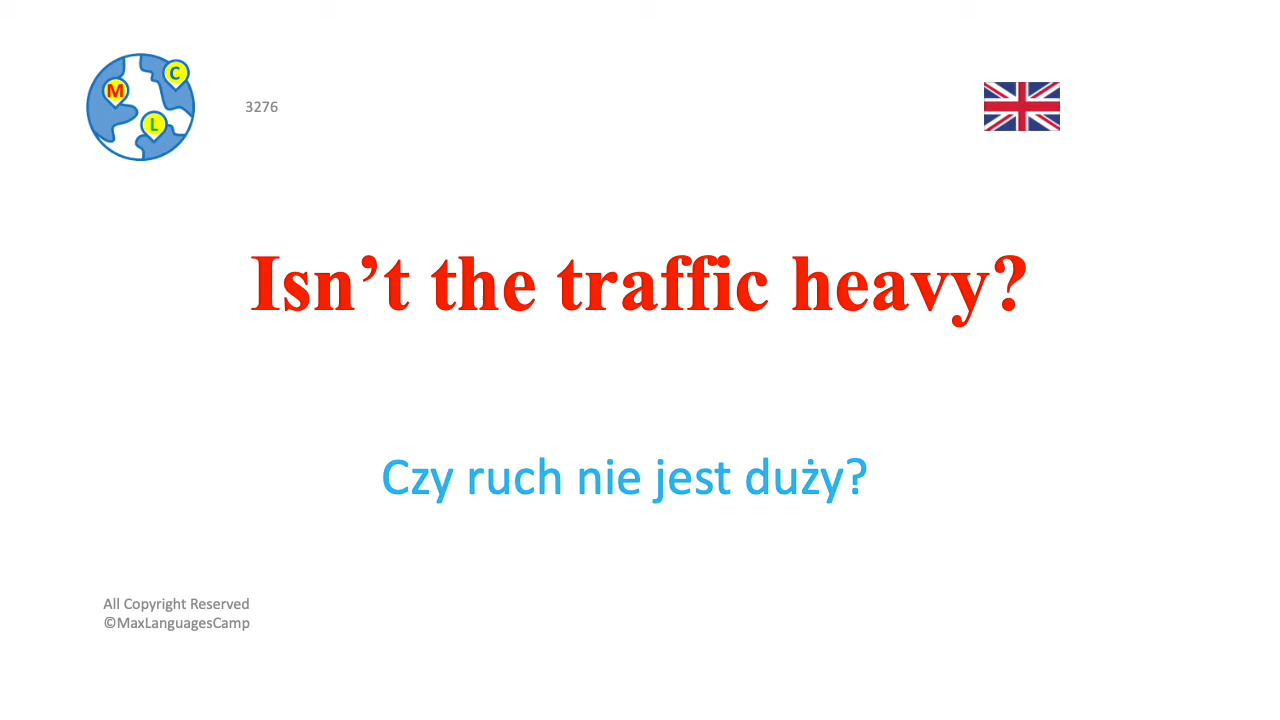 C
M
L
3276
Isn’t the traffic heavy?
Czy ruch nie jest duży?
All Copyright Reserved
©MaxLanguagesCamp